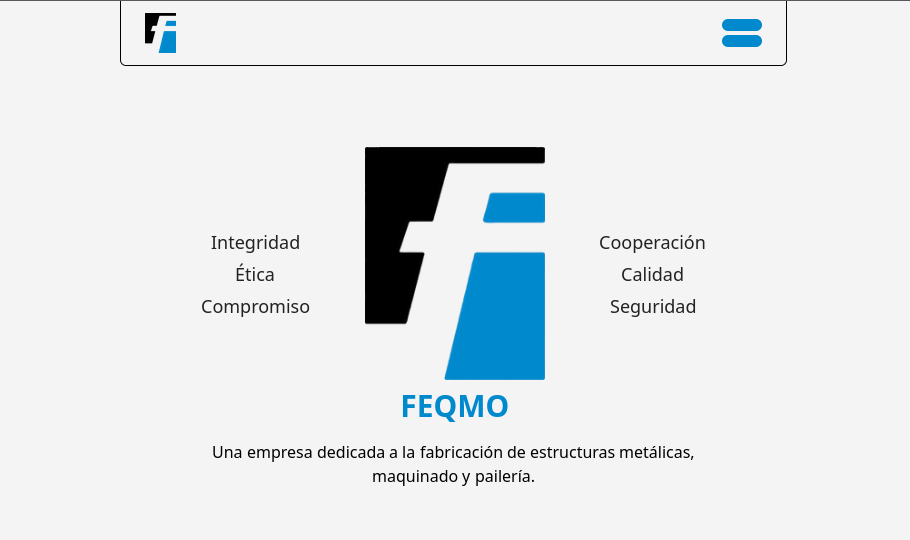 Integridad
Ética
Compromiso
Cooperación
Calidad
Seguridad
FEQMO
Una empresa dedicada a la fabricación de estructuras metálicas,
maquinado y pailería.